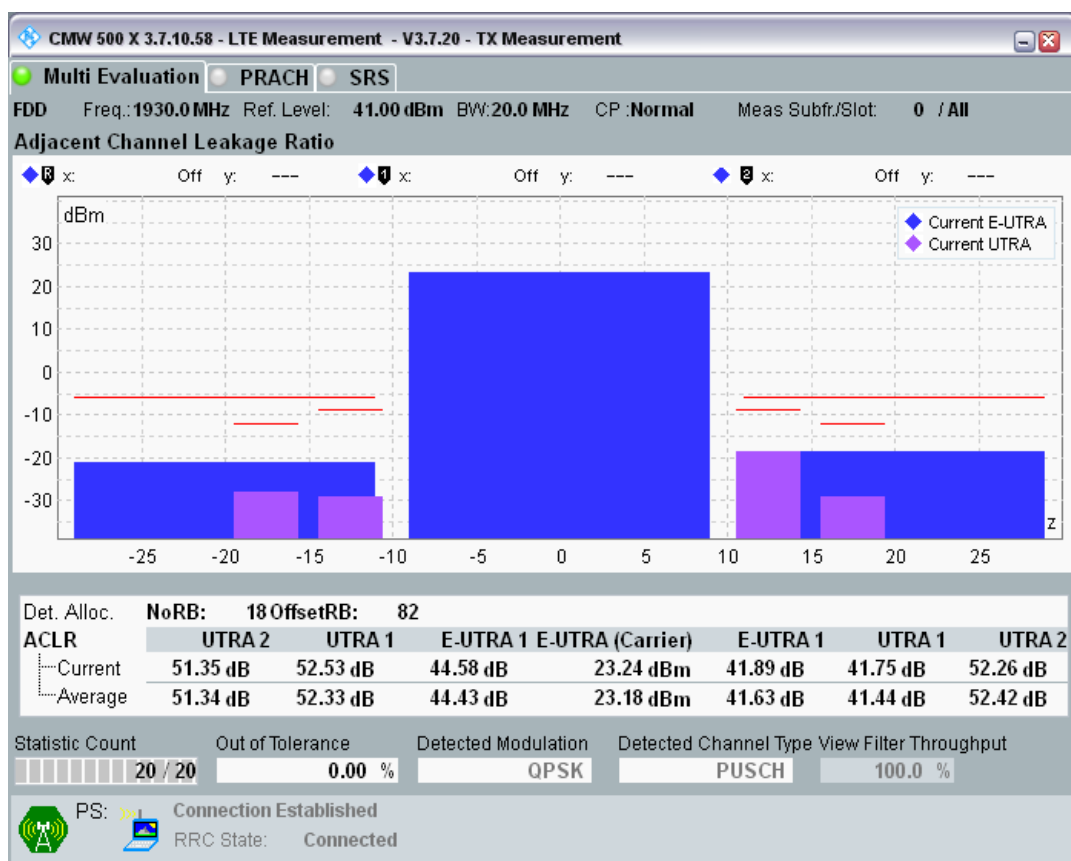 CMW 500 X 3.7.10.58 - LTE Measurement - V3.7.20 - TX Measurement
Multi Evaluation PRACH SRS
FDD Freq.: 1930.0 MHz Ref. Level: 41.00 dBm BW: 20.0 MHz CP : Normal Meas Subfr./Slot: 0 / All
Adjacent Channel Leakage Ratio
R x: Off y: --- 1 x: Off y: --- 2 x: Off y: ---
dBm
Current E-UTRA
Current UTRA
30
20
10
0
-10
-20
-30
z
-25 -20 -15 -10 -5 0 5 10 15 20 25
Det. Alloc. NoRB: 18 OffsetRB: 82
ACLR UTRA 2 UTRA 1 E-UTRA 1 E-UTRA (Carrier) E-UTRA 1 UTRA 1 UTRA 2
Current 51.35 dB 52.53 dB 44.58 dB 23.24 dBm 41.89 dB 41.75 dB 52.26 dB
Average 51.34 dB 52.33 dB 44.43 dB 23.18 dBm 41.63 dB 41.44 dB 52.42 dB
Statistic Count Out of Tolerance Detected Modulation Detected Channel Type View Filter Throughput
20 / 20 0.00 % QPSK PUSCH 100.0 %
PS: Connection Established
RRC State: Connected